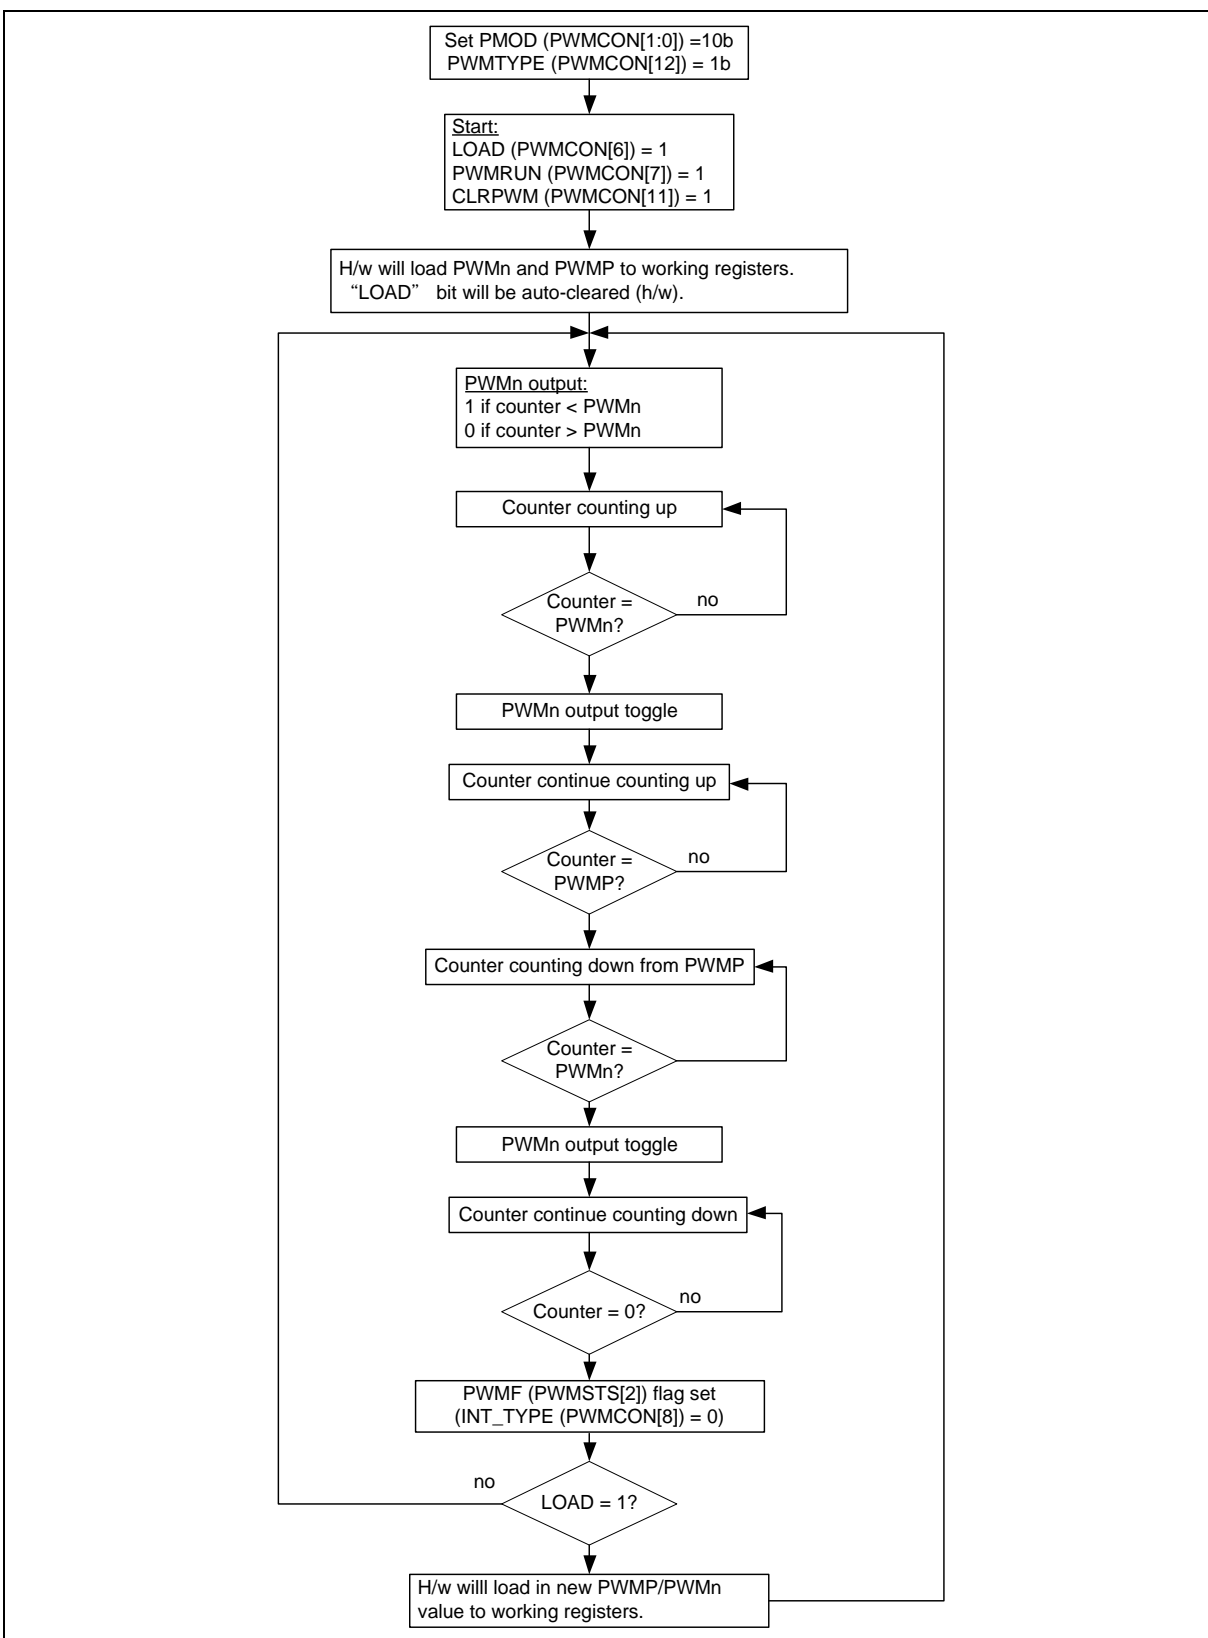 Set PMOD (PWMCON[1:0]) =10b
PWMTYPE (PWMCON[12]) = 1b
Start:
LOAD (PWMCON[6]) = 1
PWMRUN (PWMCON[7]) = 1
CLRPWM (PWMCON[11]) = 1
H/w will load PWMn and PWMP to working registers.
“LOAD” bit will be auto-cleared (h/w).
PWMn output:
1 if counter < PWMn
0 if counter > PWMn
Counter counting up
Counter =
PWMn?
no
PWMn output toggle
Counter continue counting up
Counter =
PWMP?
no
Counter counting down from PWMP
Counter =
PWMn?
PWMn output toggle
Counter continue counting down
Counter = 0?
no
PWMF (PWMSTS[2]) flag set
(INT_TYPE (PWMCON[8]) = 0)
no
LOAD = 1?
H/w willl load in new PWMP/PWMn
value to working registers.